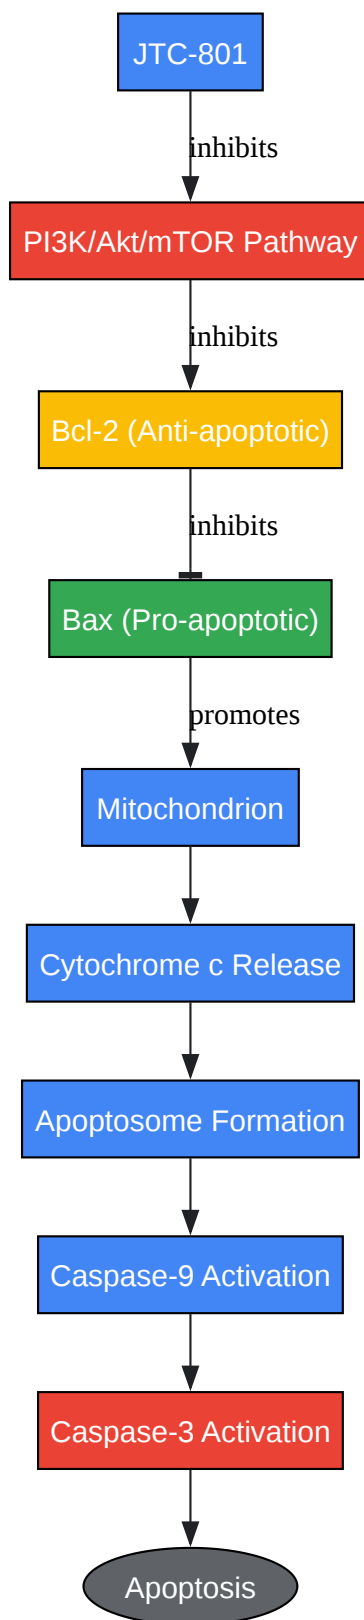 JTC-801
inhibits
PI3K/Akt/mTOR Pathway
inhibits
Bcl-2 (Anti-apoptotic)
inhibits
Bax (Pro-apoptotic)
promotes
Mitochondrion
Cytochrome c Release
Apoptosome Formation
Caspase-9 Activation
Caspase-3 Activation
Apoptosis